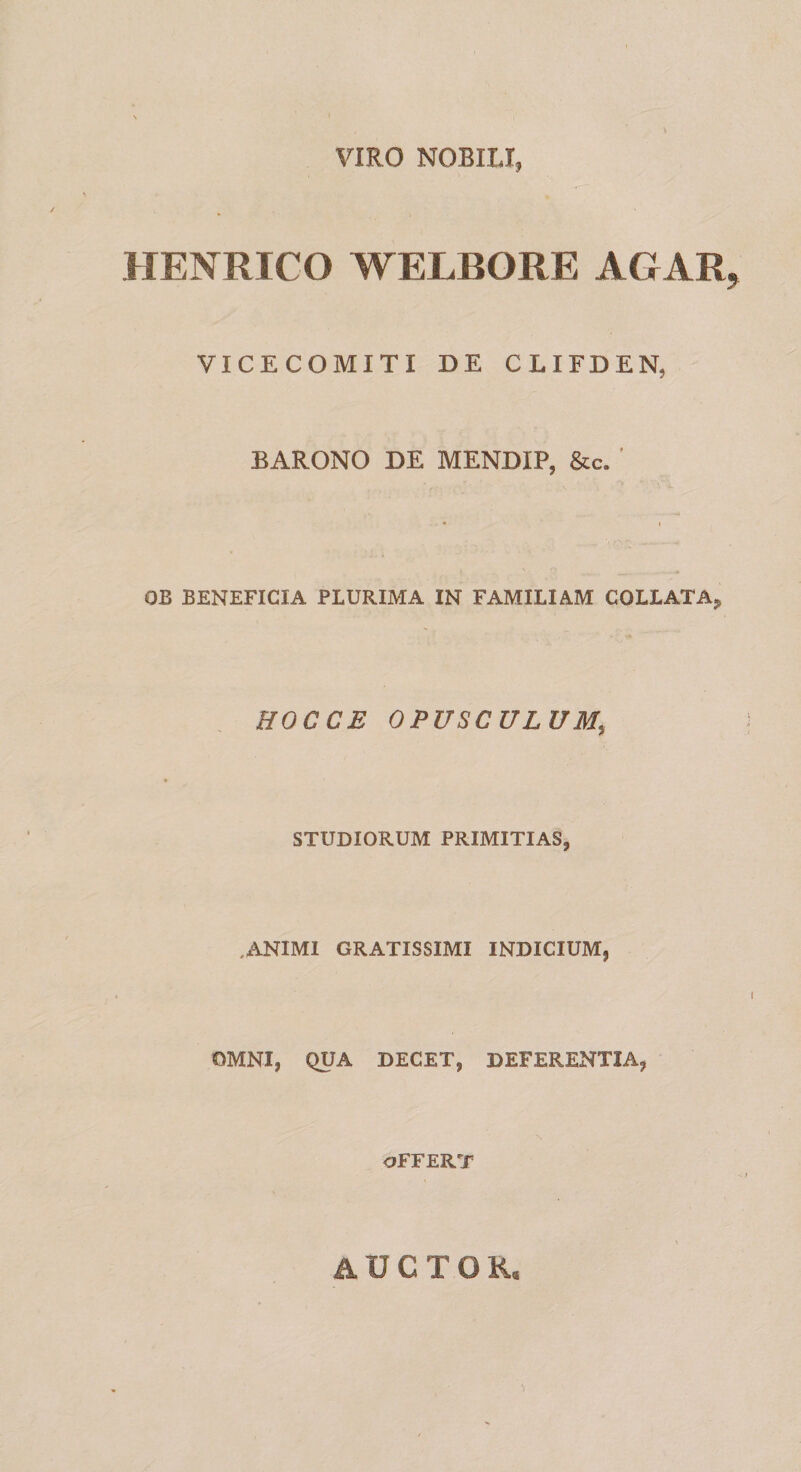 VIRO NOBILI,
HENRICO WELBORE AGAR,
VICECOMITI DE CLIFDEN,
BARONO DE MENDIP, &c.
OB BENEFICIA PLURIMA IN FAMILIAM COLLATA,
HOCCE OPUSCULUM,
STUDIORUM PRIMITIAS,
ANIMI GRATISSIMI INDICIUM,
OMNI, QUA DECET, DEFERENTIA,
OFFERT
AUCTOR.